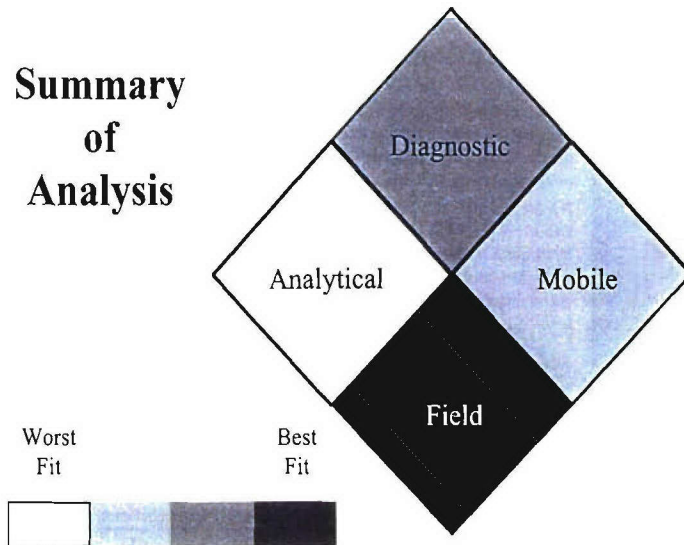 Summary
of
Analysis
Diagnostic
Analytical
Mobile
Field
Worst
Fit
Best
Fit